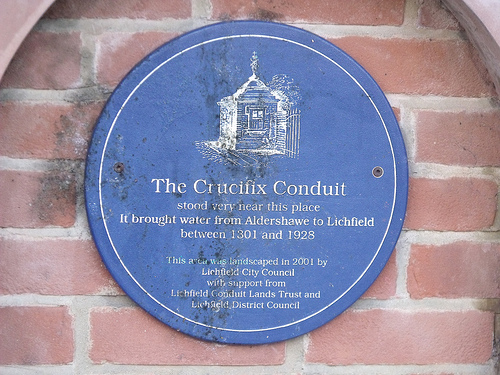 The Crucifix Conduit
stood very near this place
It brought water from Aldershawe to Lichfield
between 1301 and 1928
This area was landscaped in 2001 by
Lichfield City Council
with support from
Lichfield Conduit Lands Trust and
Lichfield District Council